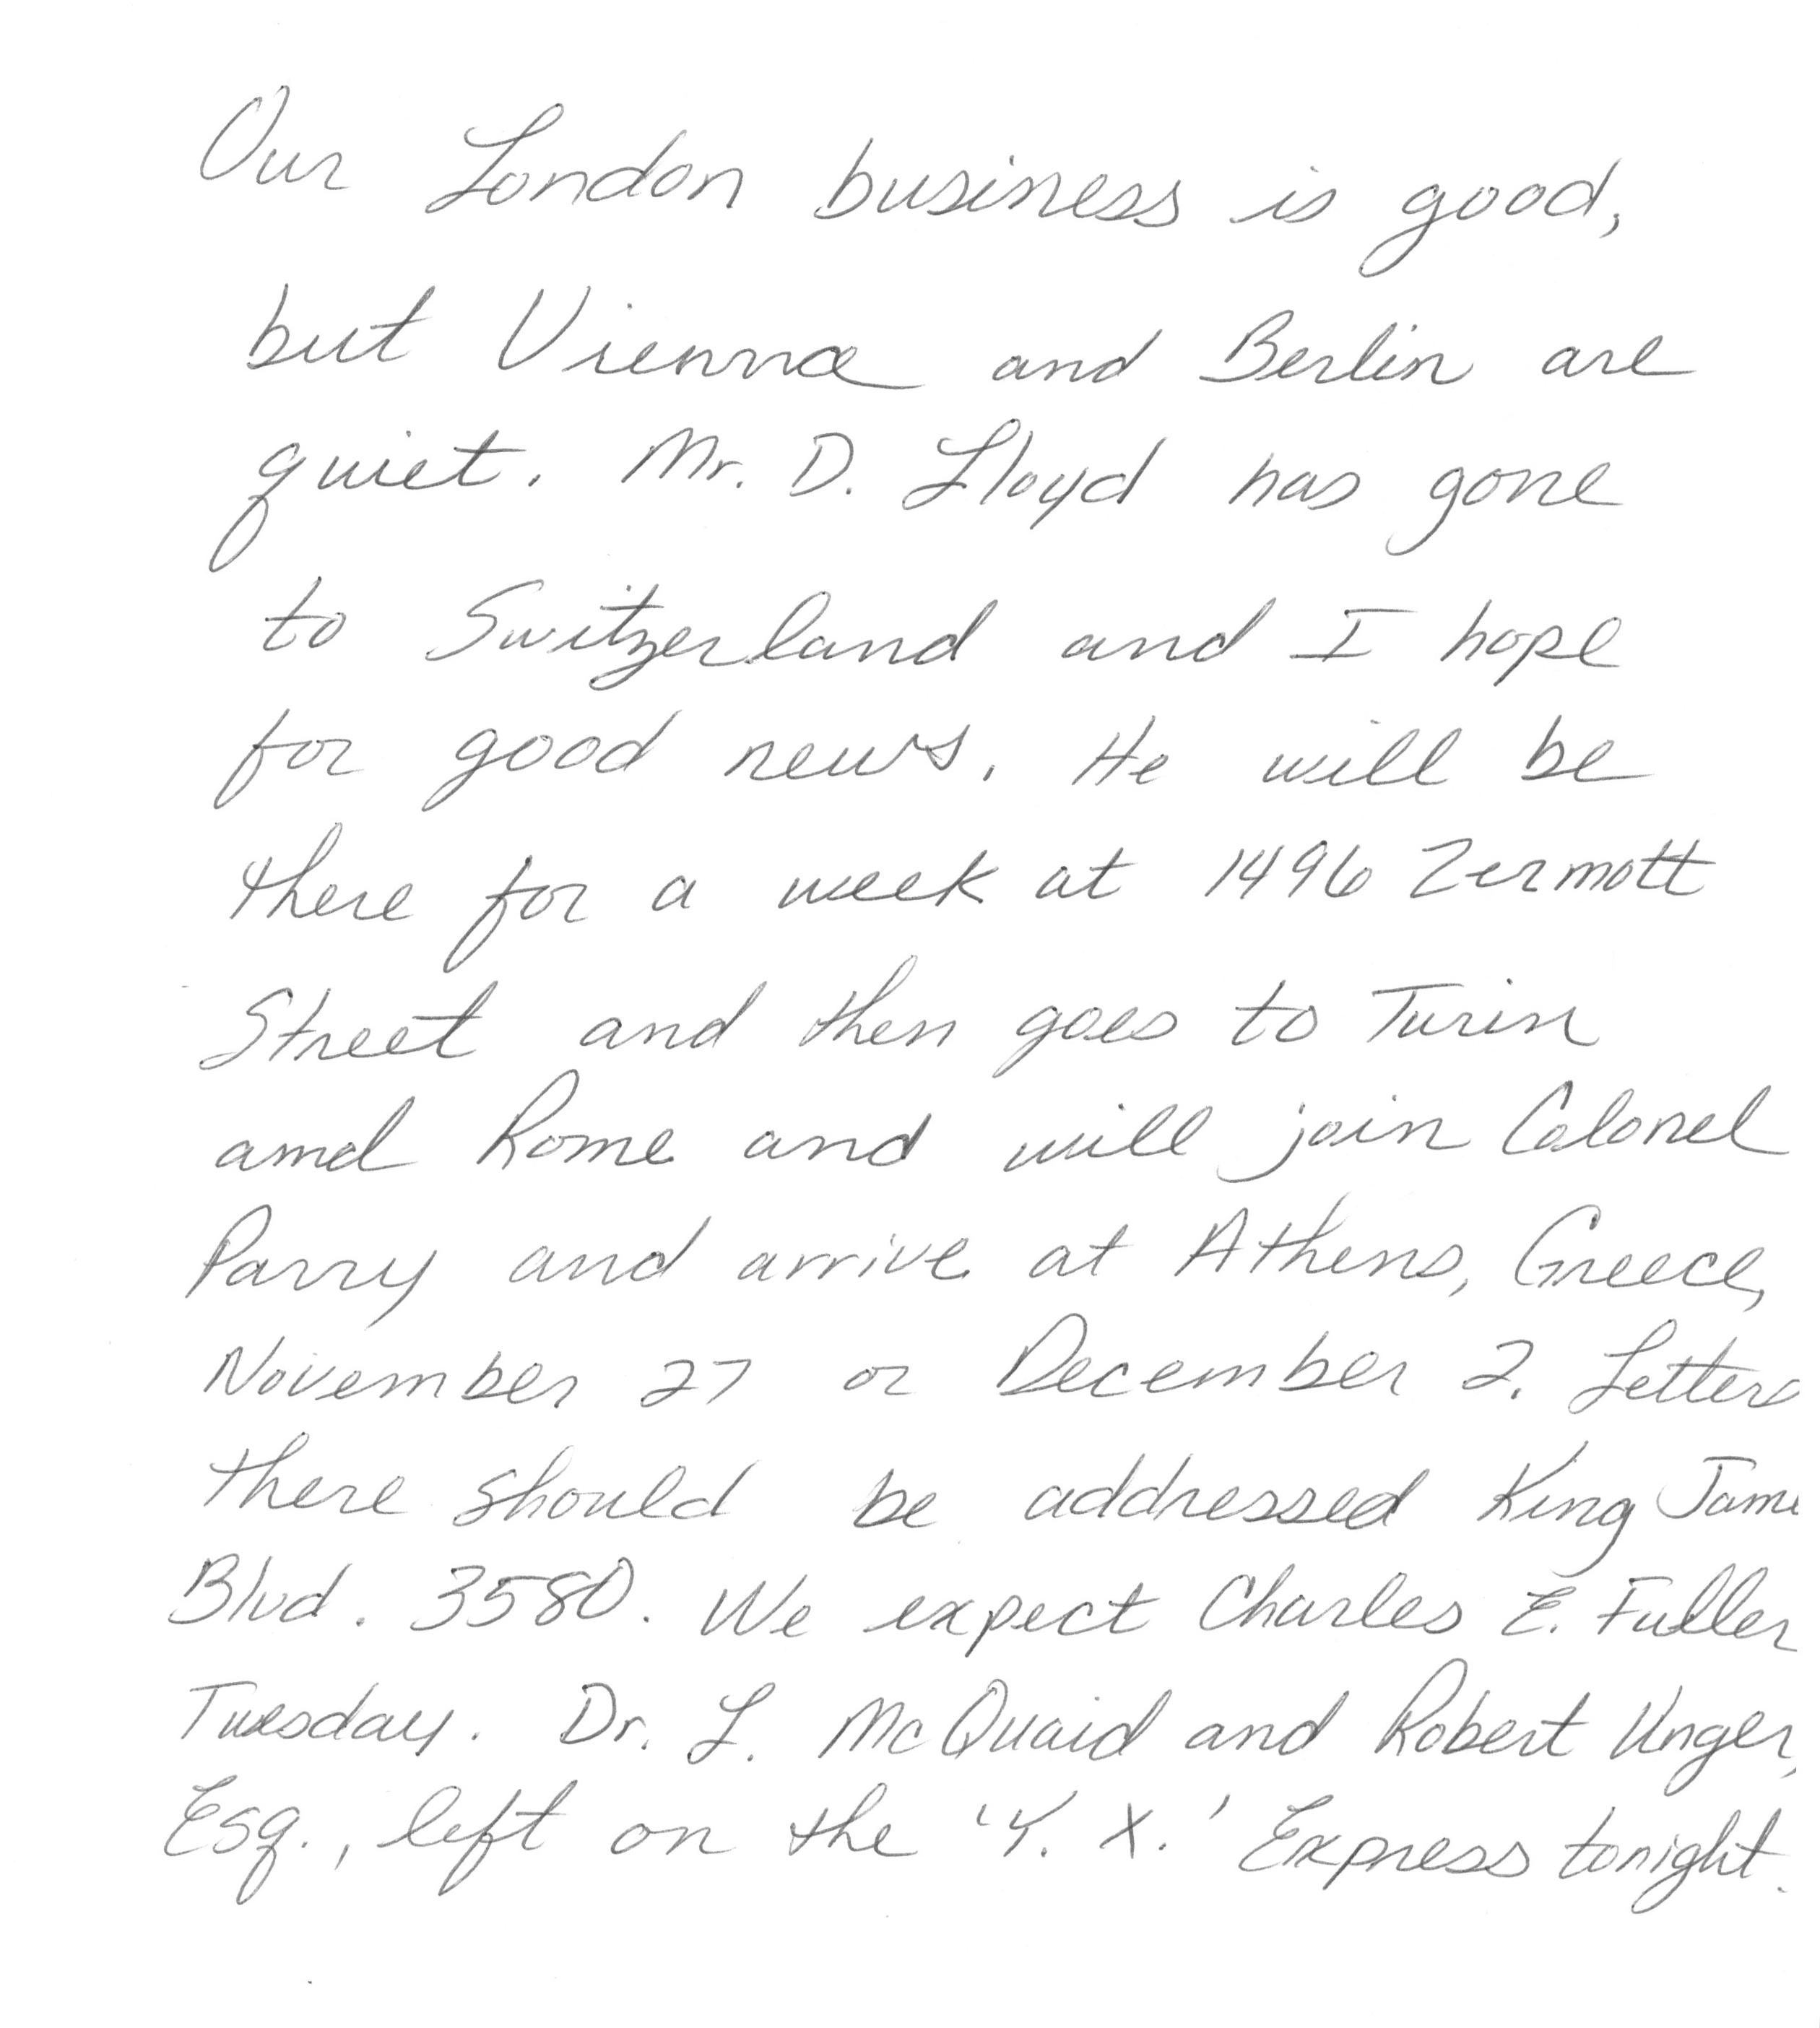 Our London business is good,
but Vienna and Berlin are
quiet. Mr. D. Lloyd has gone
to Switzerland and I hope
for good news. He will be
there for a week at 1496 Zermott
Street and then goes to Turin
amd Rome and will join Colonel
Parry and arrive at Athens, Greece,
November 27 or December 2. Letters
there should be addressed King Jame
Blvd. 3580. We expect Charles E. Fuller
Tuesday. Dr. L. McQuaid and Robert Unger,
Esq., left on the 'Y. X.' Express tonight.